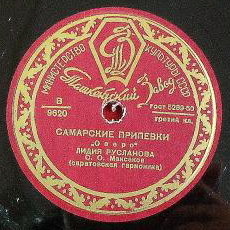 МИНИСТЕРСТВО КУЛЬТУРЫ СССР
Ташкентский Завод
В
9620
ГОСТ 5289-50
третий кл.
САМАРСКИЕ ПРИПЕВКИ
„Озеро“
ЛИДИЯ РУСЛАНОВА
С. О. Максаков
(саратовская гармоника)